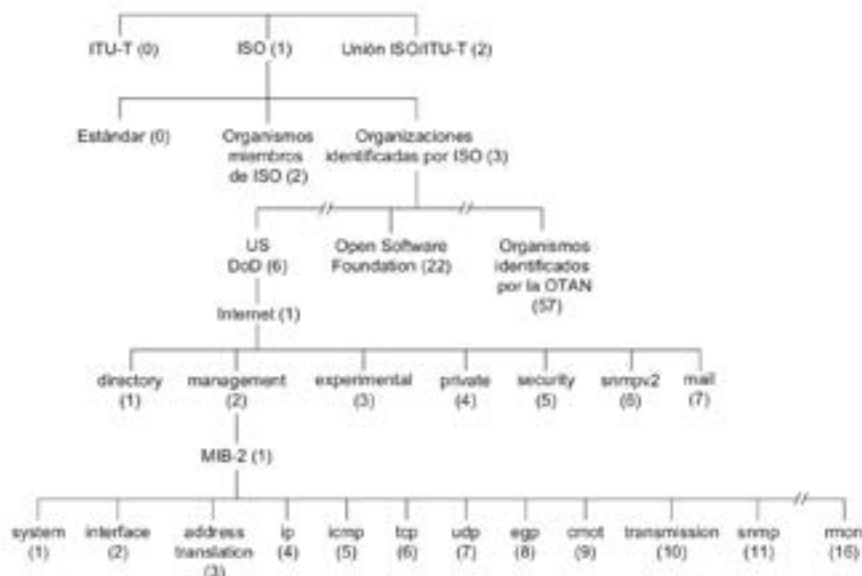 ITU-T (0) ISO (1) Unión ISO/ITU-T (2)
Estándar (0)
Organismos
miembros
de ISO (2)
Organizaciones
identificadas por ISO (3)
US
DoD (6)
Open Software
Foundation (22)
Organismos
identificados
por la OTAN
(57)
Internet (1)
directory
(1)
management
(2)
experimental
(3)
private
(4)
security
(5)
snmpv2
(6)
mail
(7)
MIB-2 (1)
system
(1)
interface
(2)
address
translation
(3)
ip
(4)
icmp
(5)
tcp
(6)
udp
(7)
egp
(8)
cmot
(9)
transmission
(10)
snmp
(11)
rmon
(16)